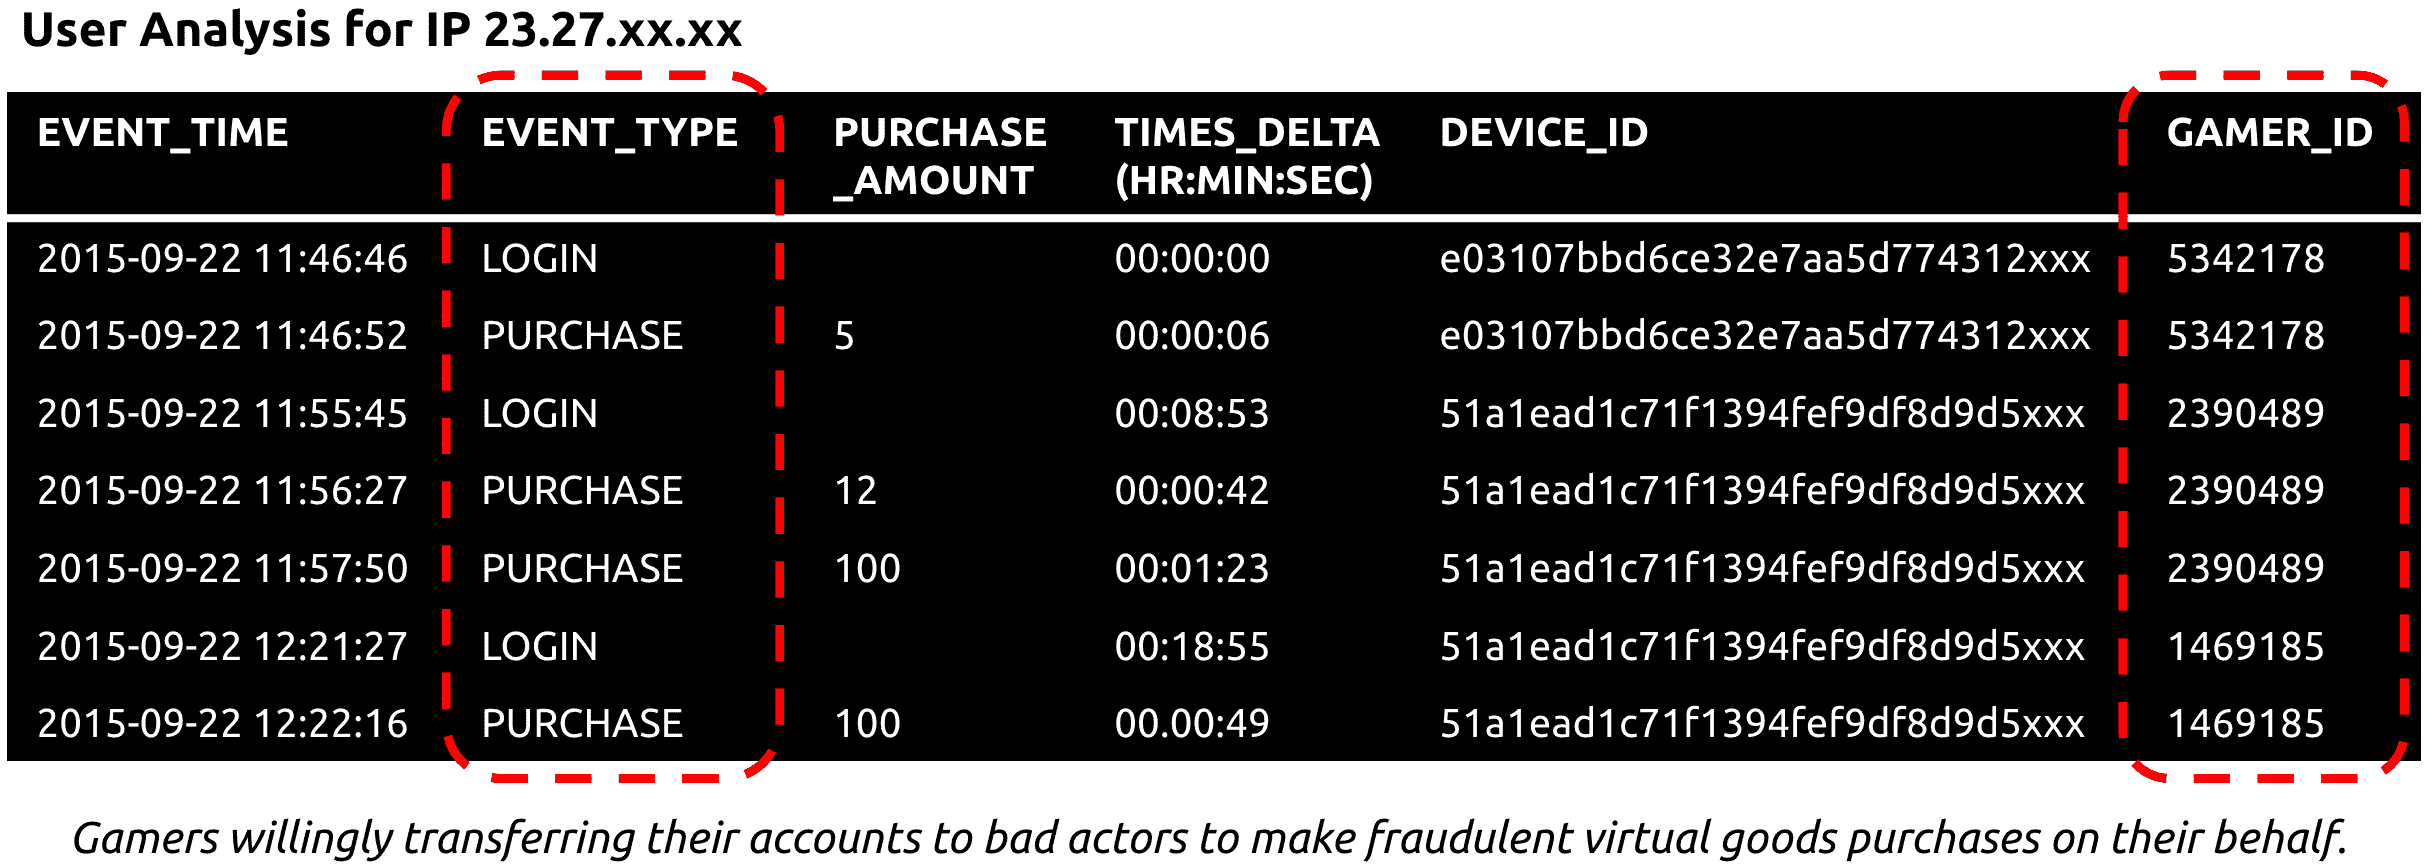 User Analysis for IP 23.27.xx.xx
EVENT_TIME EVENT_TYPE PURCHASE _AMOUNT TIMES_DELTA (HR:MIN:SEC) DEVICE_ID GAMER_ID
2015-09-22 11:46:46 LOGIN 00:00:00 e03107bbd6ce32e7aa5d774312xxx 5342178
2015-09-22 11:46:52 PURCHASE 5 00:00:06 e03107bbd6ce32e7aa5d774312xxx 5342178
2015-09-22 11:55:45 LOGIN 00:08:53 51a1ead1c71f1394fef9df8d9d5xxx 2390489
2015-09-22 11:56:27 PURCHASE 12 00:00:42 51a1ead1c71f1394fef9df8d9d5xxx 2390489
2015-09-22 11:57:50 PURCHASE 100 00:01:23 51a1ead1c71f1394fef9df8d9d5xxx 2390489
2015-09-22 12:21:27 LOGIN 00:18:55 51a1ead1c71f1394fef9df8d9d5xxx 1469185
2015-09-22 12:22:16 PURCHASE 100 00.00:49 51a1ead1c71f1394fef9df8d9d5xxx 1469185
Gamers willingly transferring their accounts to bad actors to make fraudulent virtual goods purchases on their behalf.